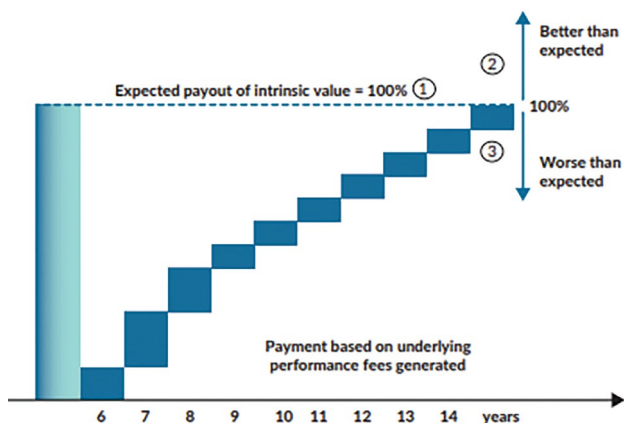 Better than
expected
②
Expected payout of intrinsic value = 100% ①
100%
③
Worse than
expected
Payment based on underlying
performance fees generated
6 7 8 9 10 11 12 13 14 years